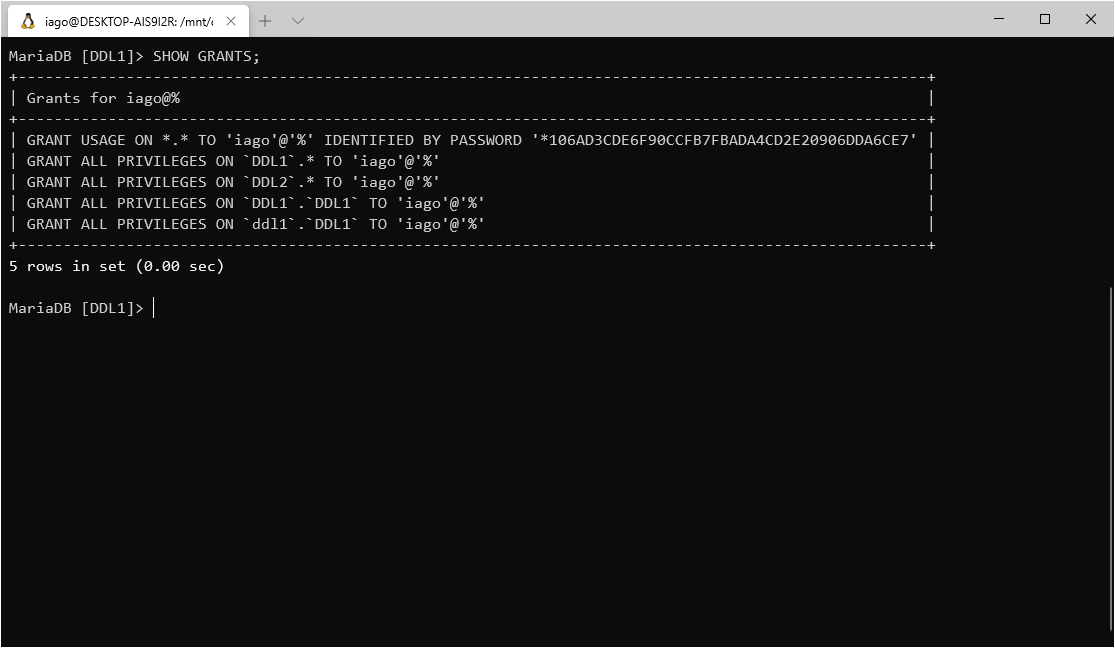 iago@DESKTOP-AIS9I2R: /mnt/
MariaDB [DDL1]> SHOW GRANTS;
+-----------------------------------------------------------------------------------------------------+
| Grants for iago@% |
+-----------------------------------------------------------------------------------------------------+
| GRANT USAGE ON *.* TO 'iago'@'%' IDENTIFIED BY PASSWORD '*106AD3CDE6F90CCFB7FBADA4CD2E20906DDA6CE7' |
| GRANT ALL PRIVILEGES ON `DDL1`.* TO 'iago'@'%' |
| GRANT ALL PRIVILEGES ON `DDL2`.* TO 'iago'@'%' |
| GRANT ALL PRIVILEGES ON `DDL1`.`DDL1` TO 'iago'@'%' |
| GRANT ALL PRIVILEGES ON `ddl1`.`DDL1` TO 'iago'@'%' |
+-----------------------------------------------------------------------------------------------------+
5 rows in set (0.00 sec)
MariaDB [DDL1]>